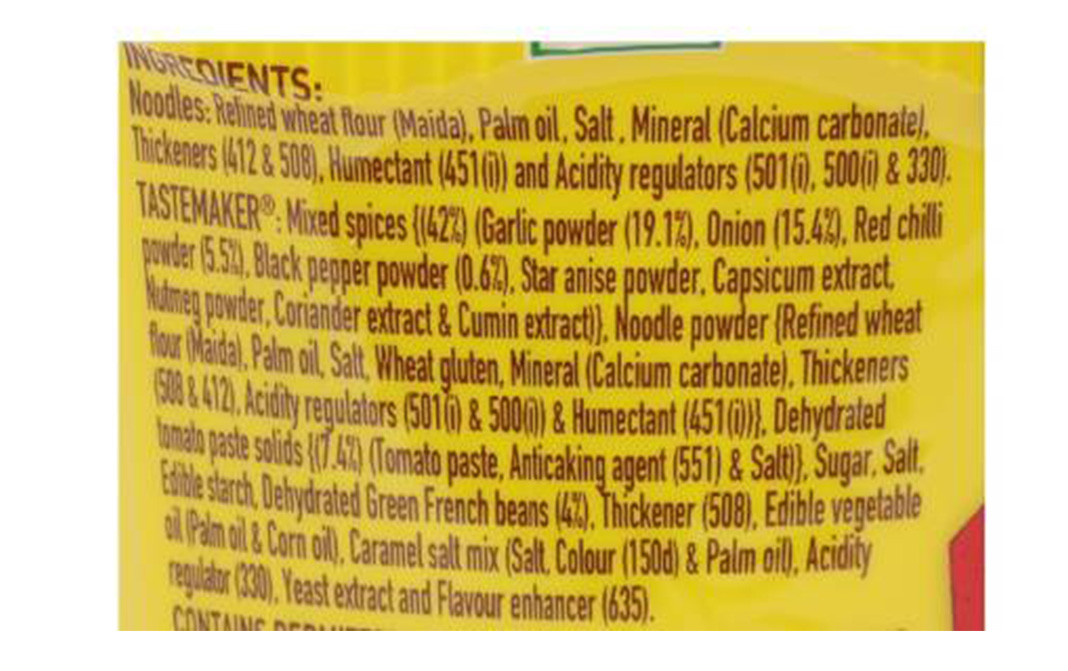 INGREDIENTS:
Noodles: Refined wheat flour (Maida), Palm oil, Salt, Mineral (Calcium carbonate),
Thickeners (412 & 508), Humectant (451(i)) and Acidity regulators (501(i), 500(i) & 330).
TASTEMAKER®: Mixed spices {(42%) (Garlic powder (19.1%), Onion (15.4%), Red chilli
powder (5.5%), Black pepper powder (0.6%), Star anise powder, Capsicum extract,
Nutmeg powder, Coriander extract & Cumin extract)}, Noodle powder {Refined wheat
flour (Maida), Palm oil, Salt, Wheat gluten, Mineral (Calcium carbonate), Thickeners
(508 & 412), Acidity regulators (501(i) & 500(i)) & Humectant (451(i))}, Dehydrated
tomato paste solids {(7.4%) (Tomato paste, Anticaking agent (551) & Salt)}, Sugar, Salt,
Edible starch, Dehydrated Green French beans (4%), Thickener (508), Edible vegetable
oil (Palm oil & Corn oil), Caramel salt mix (Salt, Colour (150d) & Palm oil), Acidity
regulator (330), Yeast extract and Flavour enhancer (635).
CONTAINS